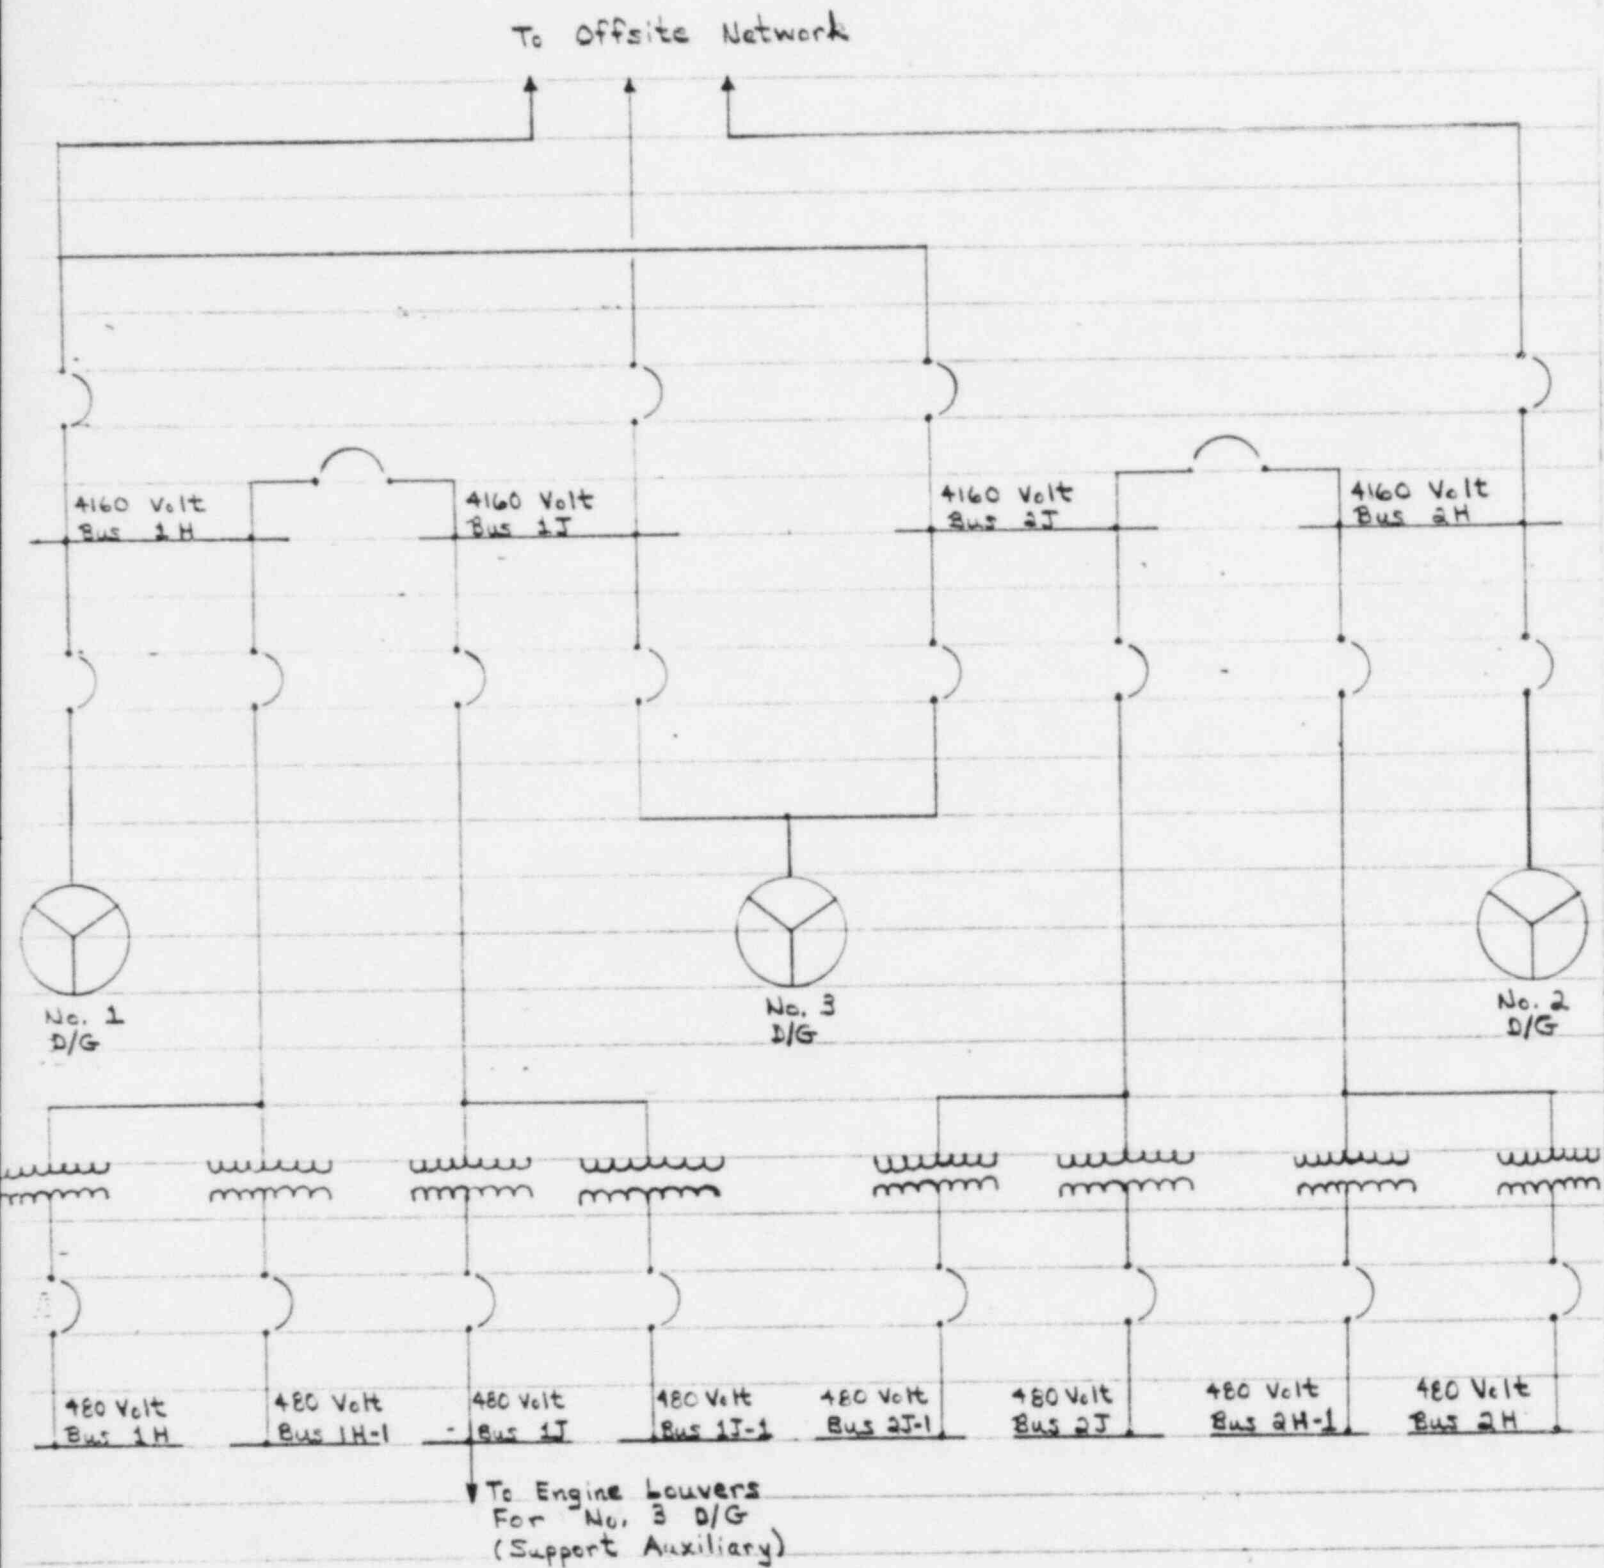 To Offsite Network
4160 Volt
Bus 1H
4160 Volt
Bus 1J
4160 Volt
Bus 2J
4160 Volt
Bus 2H
No. 1
D/G
No. 3
D/G
No. 2
D/G
480 Volt
Bus 1H
480 Volt
Bus 1H-1
480 Volt
Bus 1J
480 Volt
Bus 1J-1
480 Volt
Bus 2J-1
480 Volt
Bus 2J
480 Volt
Bus 2H-1
480 Volt
Bus 2H
To Engine Louvers
For No. 3 D/G
(Support Auxiliary)